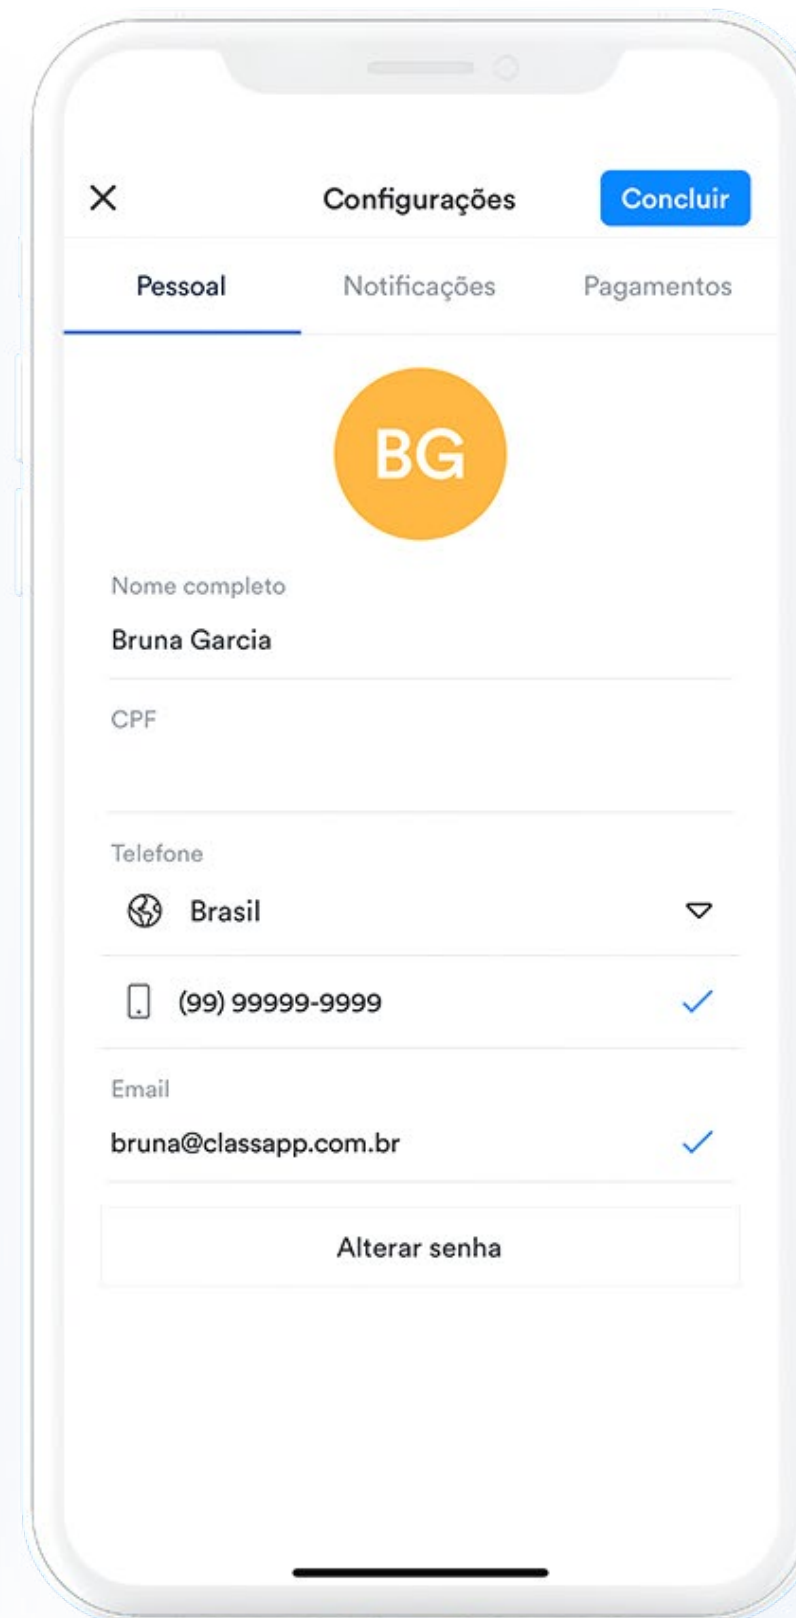 Configurações
Concluir
Pessoal
Notificações
Pagamentos
BG
Nome completo
Bruna Garcia
CPF
Telefone
Brasil
(99) 99999-9999
Email
bruna@classapp.com.br
Alterar senha